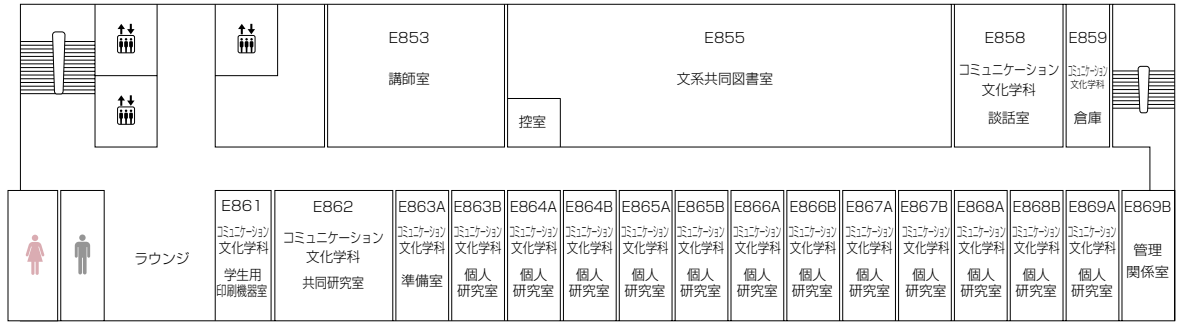 E853
講師室
E855
文系共同図書室
控室
E858
コミュニケーション
文化学科
談話室
E859
コミュニケーション
文化学科
倉庫
ラウンジ
E861
コミュニケーション
文化学科
学生用
印刷機器室
E862
コミュニケーション
文化学科
共同研究室
E863A
コミュニケーション
文化学科
準備室
E863B
コミュニケーション
文化学科
個人
研究室
E864A
コミュニケーション
文化学科
個人
研究室
E864B
コミュニケーション
文化学科
個人
研究室
E865A
コミュニケーション
文化学科
個人
研究室
E865B
コミュニケーション
文化学科
個人
研究室
E866A
コミュニケーション
文化学科
個人
研究室
E866B
コミュニケーション
文化学科
個人
研究室
E867A
コミュニケーション
文化学科
個人
研究室
E867B
コミュニケーション
文化学科
個人
研究室
E868A
コミュニケーション
文化学科
個人
研究室
E868B
コミュニケーション
文化学科
個人
研究室
E869A
コミュニケーション
文化学科
個人
研究室
E869B
管理
関係室